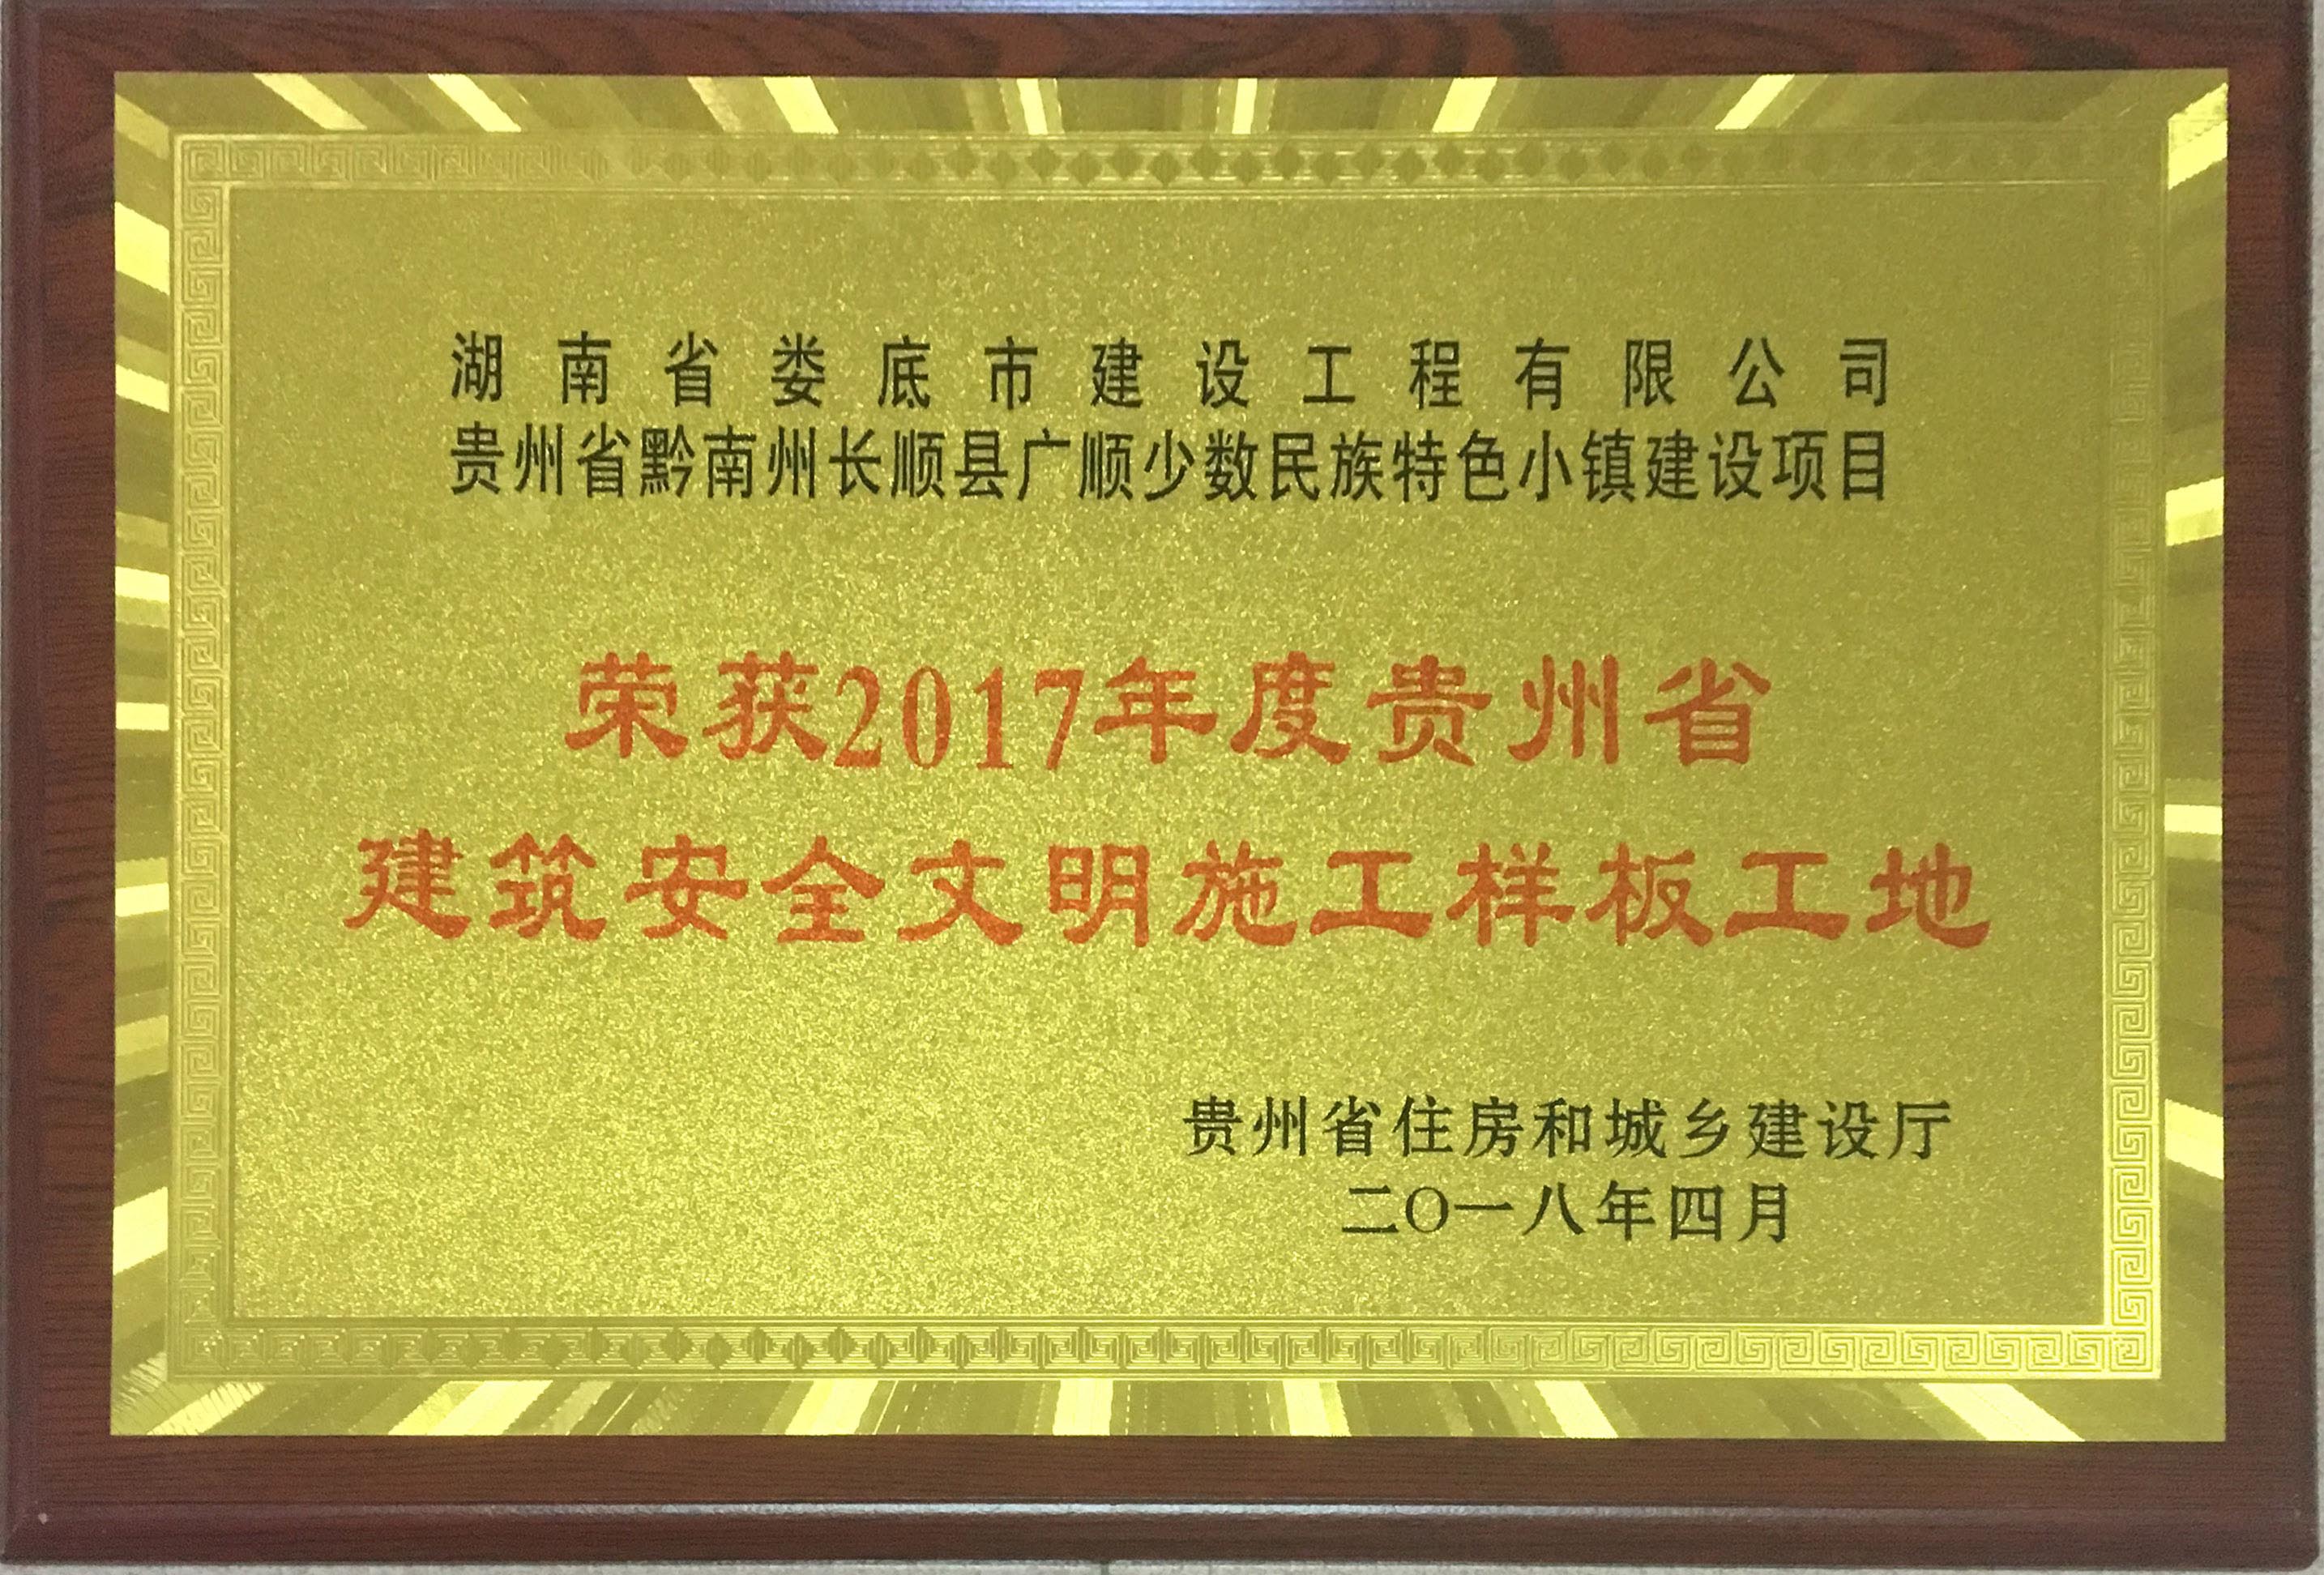 湖南省娄底市建设工程有限公司
贵州省黔南州长顺县广顺少数民族特色小镇建设项目
荣获2017年度贵州省
建筑安全文明施工样板工地
贵州省住房和城乡建设厅
二〇一八年四月